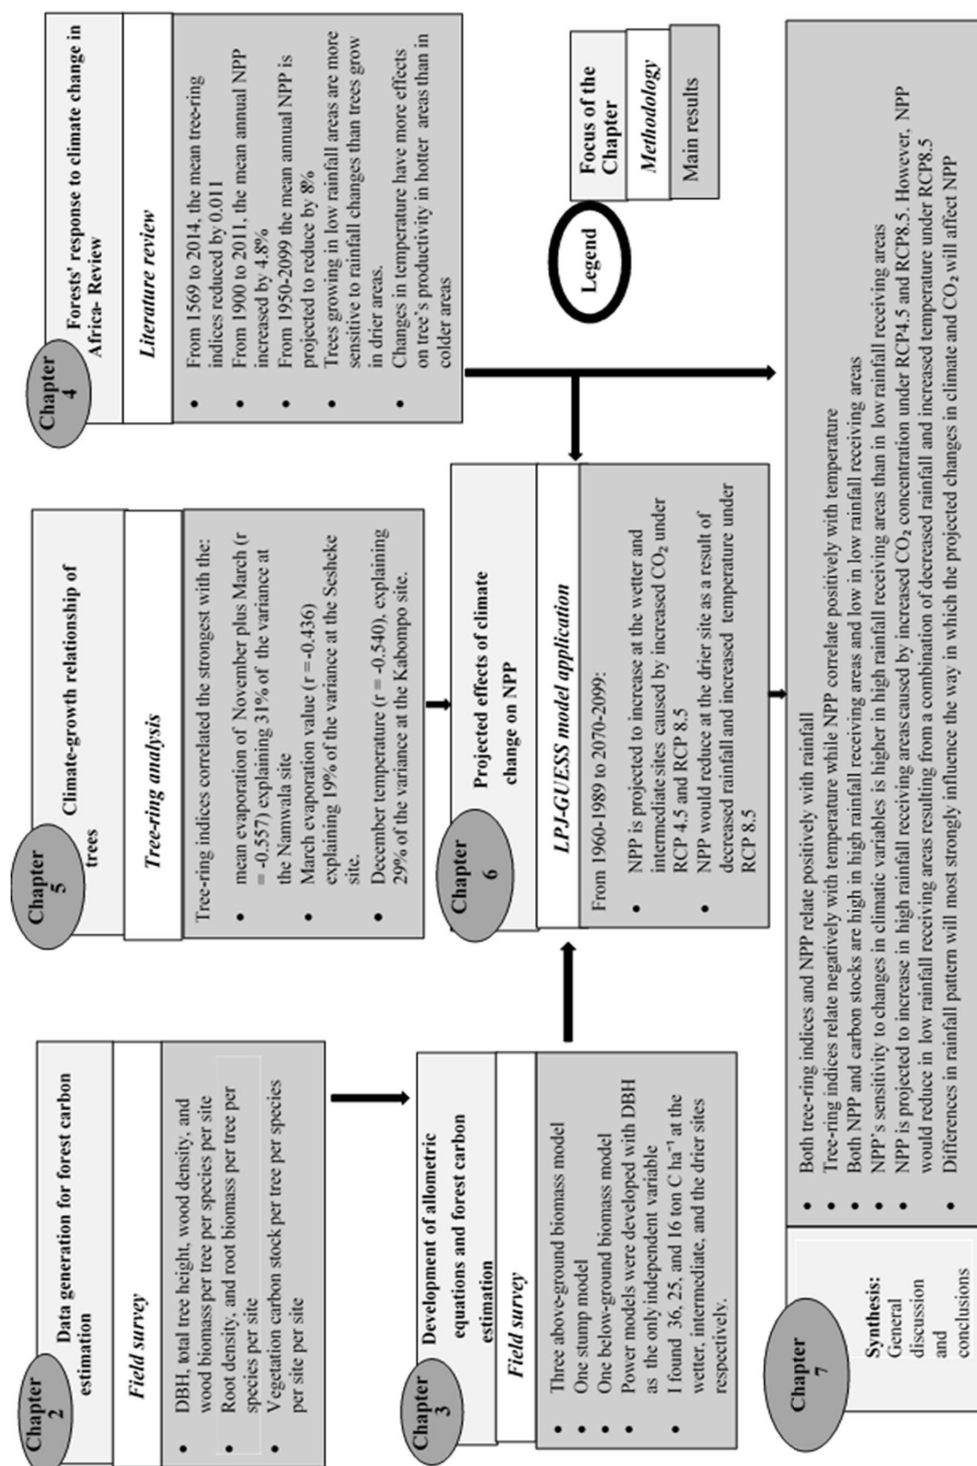 Chapter
2
Data generation for forest carbon
estimation
Field survey
• DBH, total tree height, wood density, and
wood biomass per tree per species per site
• Root density, and root biomass per tree per
species per site
• Vegetation carbon stock per tree per species
per site per site
Chapter
5
Climate-growth relationship of
trees
Tree-ring analysis
Tree-ring indices correlated the strongest with the:
• mean evaporation of November plus March (r
= -0.557) explaining 31% of the variance at
the Namwala site
• March evaporation value (r = -0.436)
explaining 19% of the variance at the Sesheke
site.
• December temperature (r = -0.540), explaining
29% of the variance at the Kabompo site.
Chapter
4
Forests' response to climate change in
Africa- Review
Literature review
• From 1569 to 2014, the mean tree-ring
indices reduced by 0.011
• From 1900 to 2011, the mean annual NPP
increased by 4.8%
• From 1950-2099 the mean annual NPP is
projected to reduce by 8%
• Trees growing in low rainfall areas are more
sensitive to rainfall changes than trees grow
in drier areas.
• Changes in temperature have more effects
on tree's productivity in hotter areas than in
colder areas
Chapter
3
Development of allometric
equations and forest carbon
estimation
Field survey
• Three above-ground biomass model
• One stump model
• One below-ground biomass model
• Power models were developed with DBH
as the only independent variable
• I found 36, 25, and 16 ton C ha⁻¹ at the
wetter, intermediate, and the drier sites
respectively.
Chapter
6
Projected effects of climate
change on NPP
LPJ-GUESS model application
From 1960-1989 to 2070-2099:
• NPP is projected to increase at the wetter and
intermediate sites caused by increased CO₂ under
RCP 4.5 and RCP 8.5
• NPP would reduce at the drier site as a result of
decreased rainfall and increased temperature under
RCP 8.5
Legend
Focus of the
Chapter
Methodology
Main results
Chapter
7
Synthesis:
General
discussion
and
conclusions
• Both tree-ring indices and NPP relate positively with rainfall
• Tree-ring indices relate negatively with temperature while NPP correlate positively with temperature
• Both NPP and carbon stocks are high in high rainfall receiving areas and low in low rainfall receiving areas
• NPP's sensitivity to changes in climatic variables is higher in high rainfall receiving areas than in low rainfall receiving areas
• NPP is projected to increase in high rainfall receiving areas caused by increased CO₂ concentration under RCP4.5 and RCP8.5. However, NPP
would reduce in low rainfall receiving areas resulting from a combination of decreased rainfall and increased temperature under RCP8.5
• Differences in rainfall pattern will most strongly influence the way in which the projected changes in climate and CO₂ will affect NPP